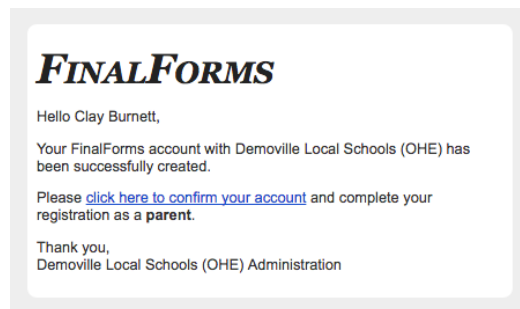 FINALFORMS
Hello Clay Burnett,
Your FinalForms account with Demoville Local Schools (OHE) has
been successfully created.
Please click here to confirm your account and complete your
registration as a parent.
Thank you,
Demoville Local Schools (OHE) Administration